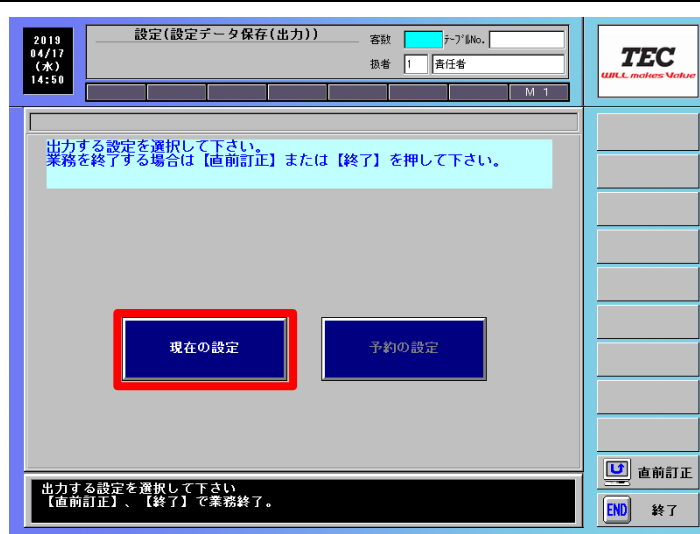 2019
04/17
(水)
14:50
設定(設定データ保存(出力))
客数
テーブルNo.
扱者 1 責任者
M 1
TEC
WILL makes Value
出力する設定を選択して下さい。
業務を終了する場合は【直前訂正】または【終了】を押して下さい。
現在の設定
予約の設定
直前訂正
出力する設定を選択して下さい
【直前訂正】、【終了】で業務終了。
END 終了